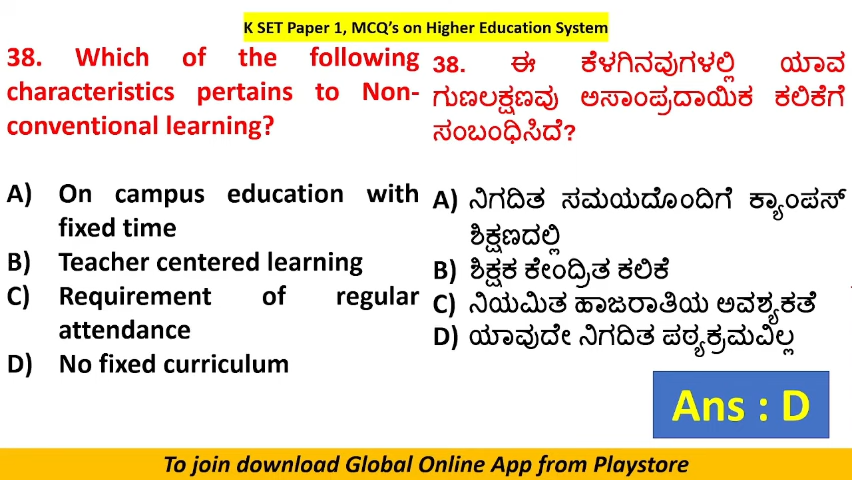 K SET Paper 1, MCQ's on Higher Education System
38. Which of the following
characteristics pertains to Non-
conventional learning?
A) On campus education with
fixed time
B) Teacher centered learning
C) Requirement of regular
attendance
D) No fixed curriculum
38. ಈ ಕೆಳಗಿನವುಗಳಲ್ಲಿ ಯಾವ
ಗುಣಲಕ್ಷಣವು ಅಸಾಂಪ್ರದಾಯಿಕ ಕಲಿಕೆಗೆ
ಸಂಬಂಧಿಸಿದೆ?
A) ನಿಗದಿತ ಸಮಯದೊಂದಿಗೆ ಕ್ಯಾಂಪಸ್
ಶಿಕ್ಷಣದಲ್ಲಿ
B) ಶಿಕ್ಷಕ ಕೇಂದ್ರಿತ ಕಲಿಕೆ
C) ನಿಯಮಿತ ಹಾಜರಾತಿಯ ಅವಶ್ಯಕತೆ
D) ಯಾವುದೇ ನಿಗದಿತ ಪಠ್ಯಕ್ರಮವಿಲ್ಲ
Ans : D
To join download Global Online App from Playstore